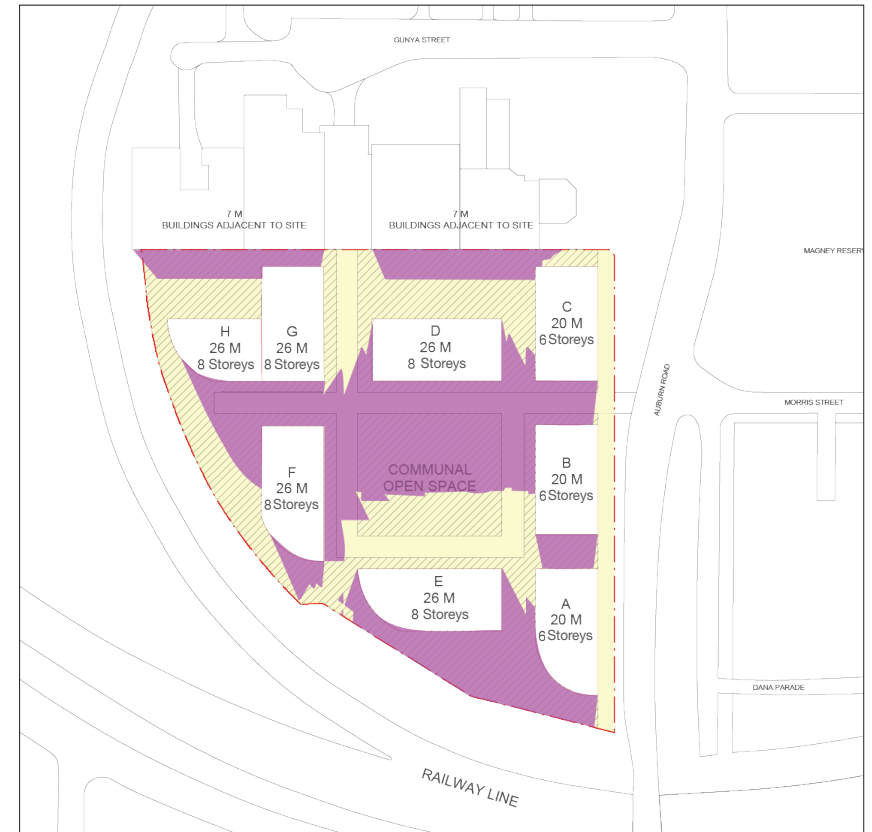 GUNYA STREET
7 M
BUILDINGS ADJACENT TO SITE
7 M
BUILDINGS ADJACENT TO SITE
MAGNEY RESER
C
20 M
6 Storeys
H
26 M
8 Storeys
G
26 M
8 Storeys
D
26 M
8 Storeys
AUBURN ROAD
MORRIS STREET
F
26 M
8 Storeys
COMMUNAL
OPEN SPACE
B
20 M
6 Storeys
E
26 M
8 Storeys
A
20 M
6 Storeys
DANA PARADE
RAILWAY LINE